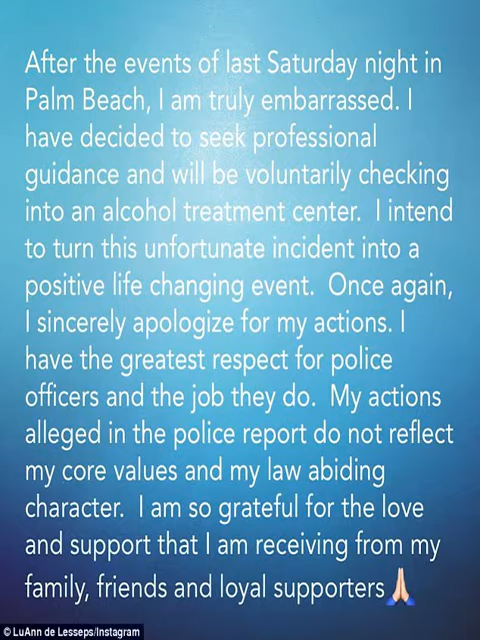 After the events of last Saturday night in
Palm Beach, I am truly embarrassed. I
have decided to seek professional
guidance and will be voluntarily checking
into an alcohol treatment center.  I intend
to turn this unfortunate incident into a
positive life changing event.  Once again,
I sincerely apologize for my actions. I
have the greatest respect for police
officers and the job they do.  My actions
alleged in the police report do not reflect
my core values and my law abiding
character.  I am so grateful for the love
and support that I am receiving from my
family, friends and loyal supporters🙏🏻
© LuAnn de Lesseps/Instagram